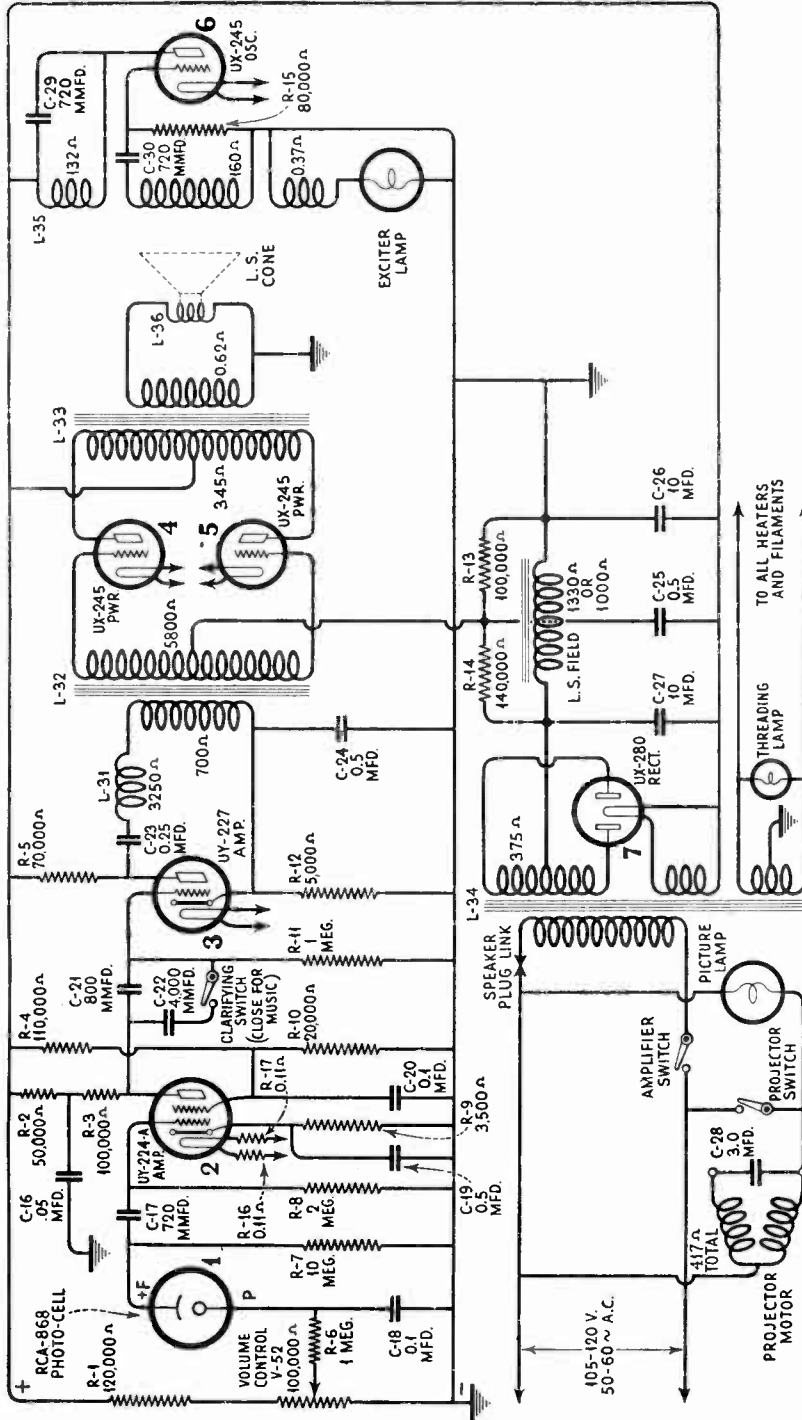 RCA-868
PHOTO-CELL
R-1
120,000Ω
+
-
VOLUME
CONTROL
V-52
100,000Ω
R-6
1 MEG.
C-18
0.1
MFD.
1
+F
P
C-16
.05
MFD.
R-2
50,000Ω
R-3
100,000Ω
C-17
720
MMFD.
R-7
10
MEG.
R-8
2
MEG.
R-16
0.11Ω
R-17
0.11Ω
UY-224-A
AMP.
2
C-19
0.5
MFD.
R-9
3,500Ω
C-20
0.1
MFD.
R-4
110,000Ω
R-10
20,000Ω
C-21
800
MMFD.
C-22
4,000
MMFD.
CLARIFYING
SWITCH
(CLOSE FOR
MUSIC)
R-11
1
MEG.
R-5
70,000Ω
3
UY-227
AMP.
R-12
5,000Ω
C-23
0.25
MFD.
L-31
3250Ω
700Ω
C-24
0.5
MFD.
L-32
5800Ω
UX-245
PWR.
4
5
UX-245
PWR.
345Ω
L-33
0.62Ω
L-36
L.S.
CONE
L-35
132Ω
C-29
720
MMFD.
C-30
720
MMFD.
160Ω
0.37Ω
R-15
80,000Ω
6
UX-245
OSC.
EXCITER
LAMP
105-120 V.
50-60 ~ A.C.
417Ω
TOTAL
PROJECTOR
MOTOR
C-28
3.0
MFD.
PROJECTOR
SWITCH
AMPLIFIER
SWITCH
PICTURE
LAMP
SPEAKER
PLUG LINK
L-34
375Ω
7
UX-280
RECT.
R-14
140,000Ω
R-13
100,000Ω
L.S. FIELD
1330Ω
OR
1000Ω
C-27
10
MFD.
C-25
0.5
MFD.
C-26
10
MFD.
THREADING
LAMP
TO ALL HEATERS
AND FILAMENTS